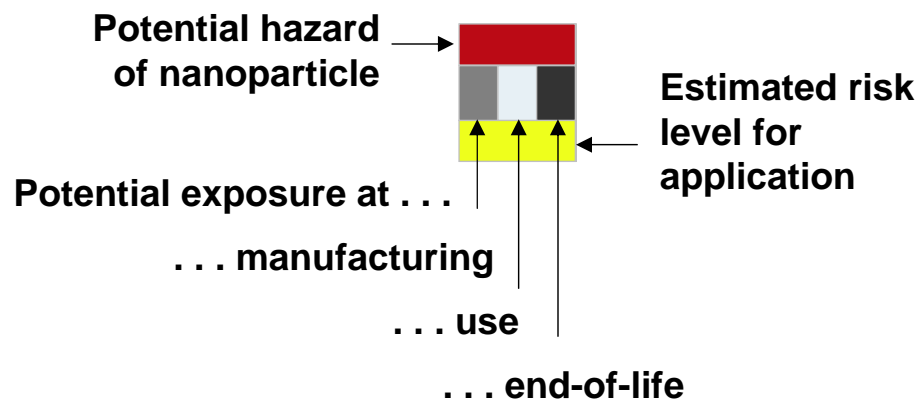 Potential hazard
of nanoparticle
Estimated risk
level for
application
Potential exposure at . . .
. . . manufacturing
. . . use
. . . end-of-life